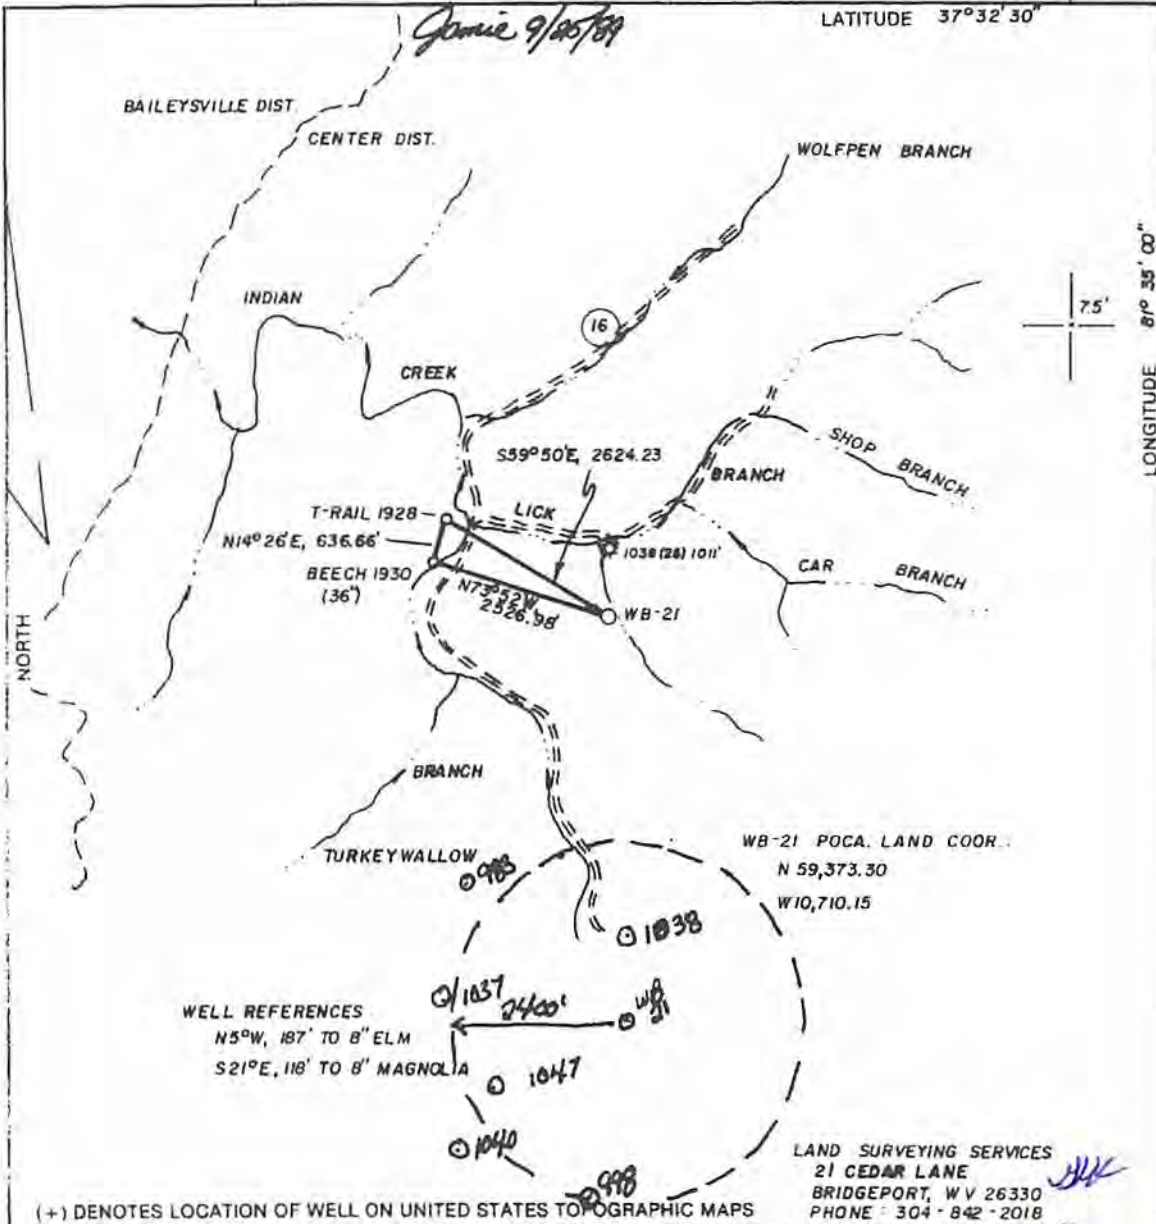 Jamie 9/25/89
LATITUDE 37°32'30"
BAILEYSVILLE DIST.
CENTER DIST.
WOLFPEN BRANCH
LONGITUDE 81° 35' 00"
7.5'
INDIAN
16
CREEK
SHOP BRANCH
S59°50'E, 2624.23
BRANCH
T-RAIL 1928
LICK
N14°26'E, 636.66'
1038(26) 1011'
BEECH 1930
(36")
CAR BRANCH
N73°52'W,
2526.98'
WB-21
NORTH
BRANCH
TURKEYWALLOW
WB-21 POCA. LAND COOR.:
N 59,373.30
W10,710.15
983
1038
1037
2400'
WB
21
WELL REFERENCES
N5°W, 187' TO 8" ELM
S21°E, 118' TO 8" MAGNOLIA
1047
1040
998
LAND SURVEYING SERVICES
21 CEDAR LANE
BRIDGEPORT, WV 26330
PHONE: 304-842-2018
(+) DENOTES LOCATION OF WELL ON UNITED STATES TOPOGRAPHIC MAPS